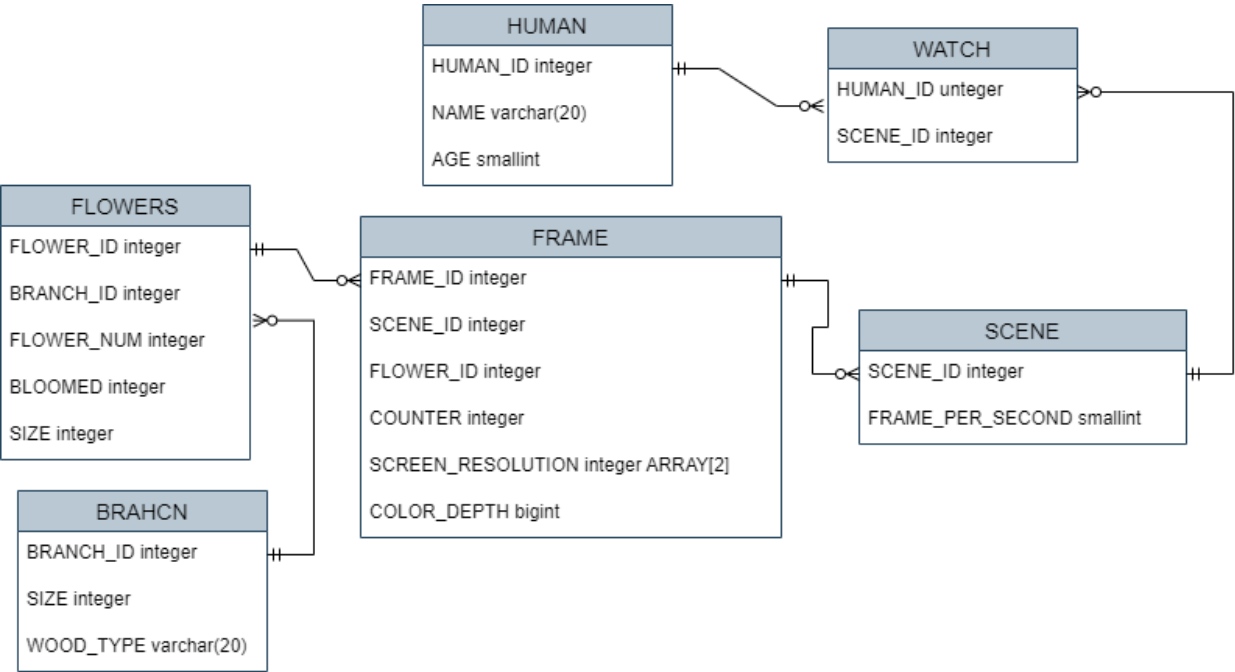 HUMAN
HUMAN_ID integer
NAME varchar(20)
AGE smallint
WATCH
HUMAN_ID unteger
SCENE_ID integer
FLOWERS
FLOWER_ID integer
BRANCH_ID integer
FLOWER_NUM integer
BLOOMED integer
SIZE integer
FRAME
FRAME_ID integer
SCENE_ID integer
FLOWER_ID integer
COUNTER integer
SCREEN_RESOLUTION integer ARRAY[2]
COLOR_DEPTH bigint
SCENE
SCENE_ID integer
FRAME_PER_SECOND smallint
BRAHCN
BRANCH_ID integer
SIZE integer
WOOD_TYPE varchar(20)